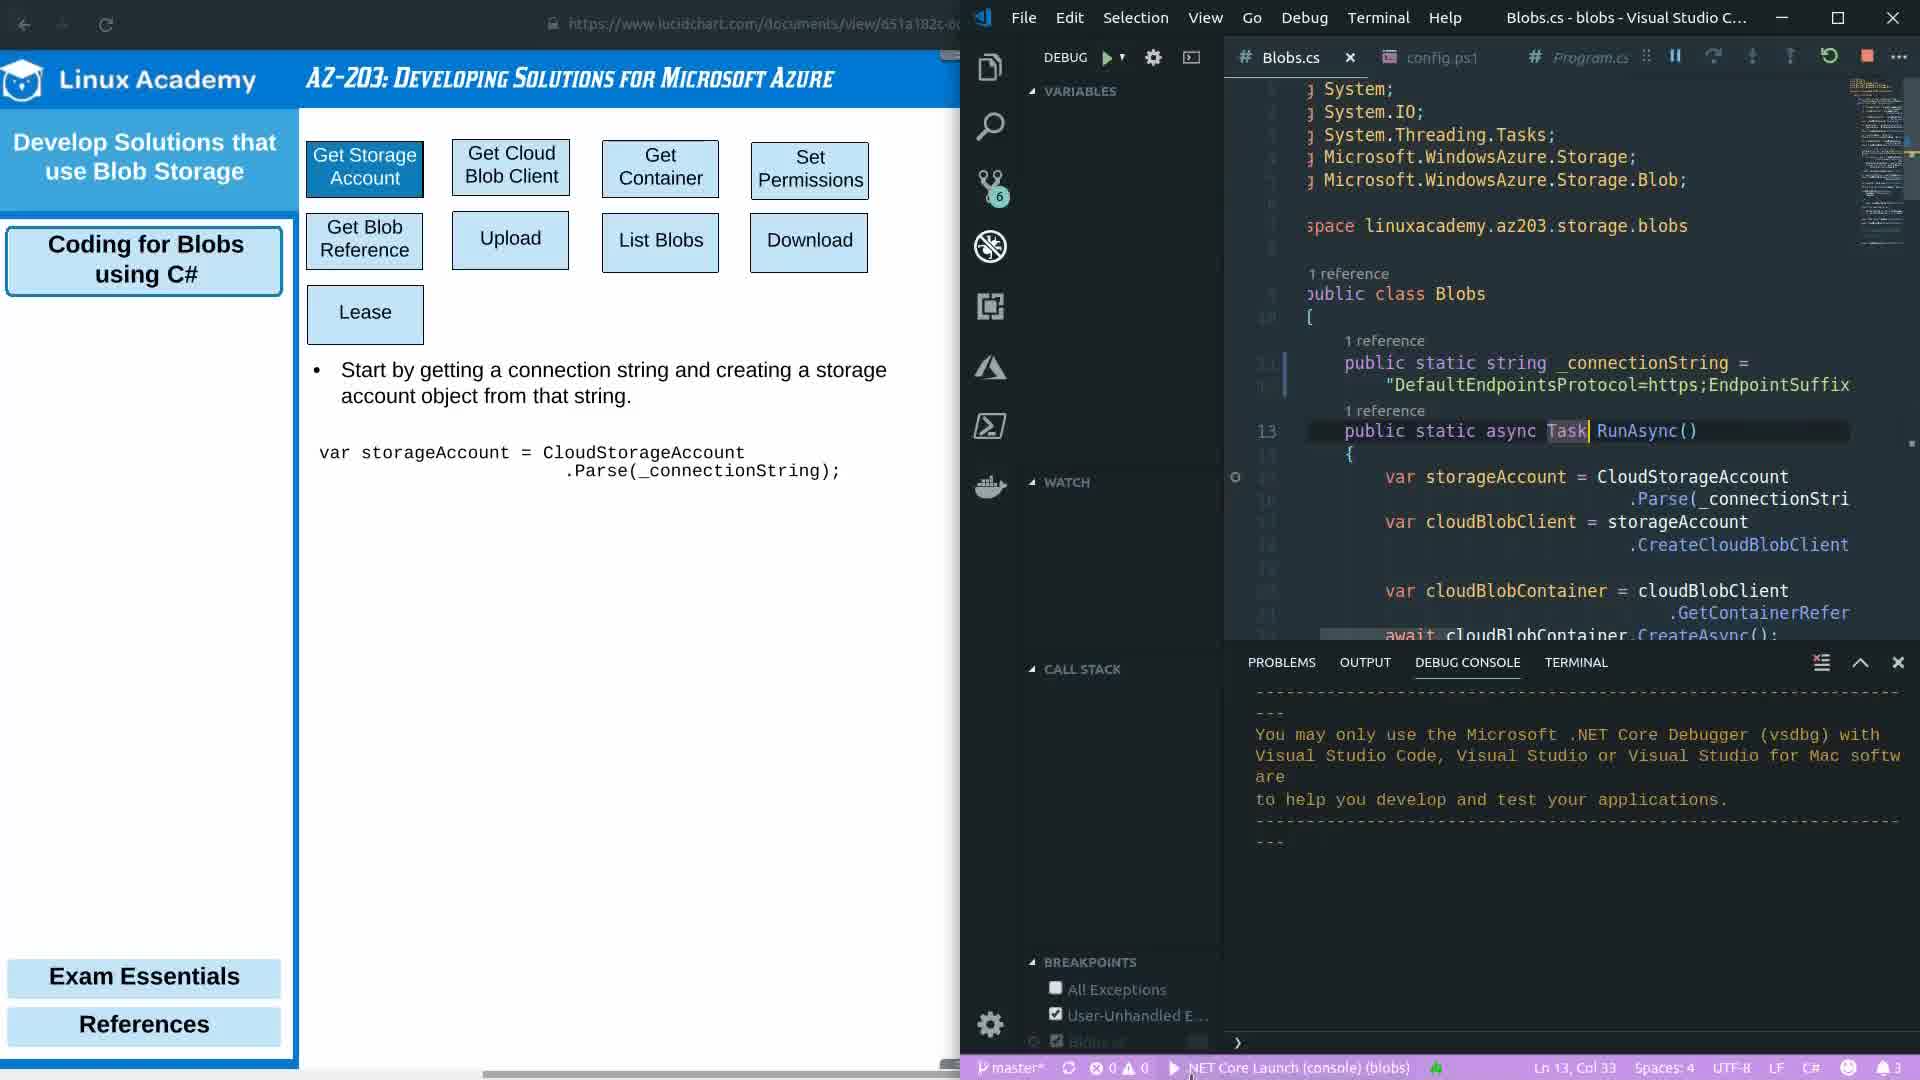 https://www.lucidchart.com/documents/view/
Linux Academy
AZ-203: Developing Solutions for Microsoft Azure
Develop Solutions that
use Blob Storage
Coding for Blobs
using C#
Exam Essentials
References
Get Storage
Account
Get Cloud
Blob Client
Get
Container
Set
Permissions
Get Blob
Reference
Upload
List Blobs
Download
Lease
• Start by getting a connection string and creating a storage
account object from that string.
var storageAccount = CloudStorageAccount
.Parse(_connectionString);
File Edit Selection View Go Debug Terminal Help
Blobs.cs - blobs - Visual Studio C...
DEBUG
# Blobs.cs
config.ps1
# Program.cs
VARIABLES
6
WATCH
CALL STACK
BREAKPOINTS
All Exceptions
User-Unhandled E...
g System;
g System.IO;
g System.Threading.Tasks;
g Microsoft.WindowsAzure.Storage;
g Microsoft.WindowsAzure.Storage.Blob;
space linuxacademy.az203.storage.blobs
1 reference
public class Blobs
{
1 reference
public static string _connectionString =
"DefaultEndpointsProtocol=https;EndpointSuffix
1 reference
13 public static async Task RunAsync()
{
var storageAccount = CloudStorageAccount
.Parse(_connectionStri
var cloudBlobClient = storageAccount
.CreateCloudBlobClient
var cloudBlobContainer = cloudBlobClient
.GetContainerRefer
await cloudBlobContainer.CreateAsync();
PROBLEMS OUTPUT DEBUG CONSOLE TERMINAL
-------------------------------------------------------------------
---
You may only use the Microsoft .NET Core Debugger (vsdbg) with
Visual Studio Code, Visual Studio or Visual Studio for Mac softw
are
to help you develop and test your applications.
-------------------------------------------------------------------
---
master* 0 0 .NET Core Launch (console) (blobs) Ln 13, Col 33 Spaces: 4 UTF-8 LF C# 3